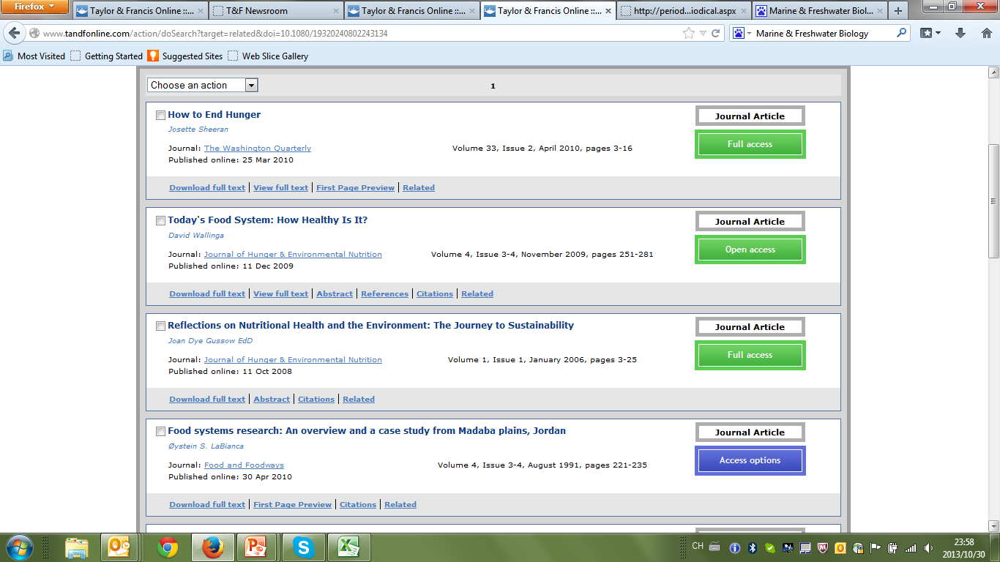 Firefox
Taylor & Francis Online ::...
T&F Newsroom
Taylor & Francis Online ::...
Taylor & Francis Online ::...
http://period...iodical.aspx
Marine & Freshwater Biol...
www.tandfonline.com/action/doSearch?target=related&doi=10.1080/19320240802243134
Marine & Freshwater Biology
Most Visited
Getting Started
Suggested Sites
Web Slice Gallery
Choose an action
1
How to End Hunger
Journal Article
Josette Sheeran
Full access
Journal: The Washington Quarterly
Volume 33, Issue 2, April 2010, pages 3-16
Published online: 25 Mar 2010
Download full text | View full text | First Page Preview | Related
Today's Food System: How Healthy Is It?
Journal Article
David Wallinga
Open access
Journal: Journal of Hunger & Environmental Nutrition
Volume 4, Issue 3-4, November 2009, pages 251-281
Published online: 11 Dec 2009
Download full text | View full text | Abstract | References | Citations | Related
Reflections on Nutritional Health and the Environment: The Journey to Sustainability
Journal Article
Joan Dye Gussow EdD
Full access
Journal: Journal of Hunger & Environmental Nutrition
Volume 1, Issue 1, January 2006, pages 3-25
Published online: 11 Oct 2008
Download full text | Abstract | Citations | Related
Food systems research: An overview and a case study from Madaba plains, Jordan
Journal Article
Øystein S. LaBianca
Access options
Journal: Food and Foodways
Volume 4, Issue 3-4, August 1991, pages 221-235
Published online: 30 Apr 2010
Download full text | First Page Preview | Citations | Related
CH
23:58
2013/10/30